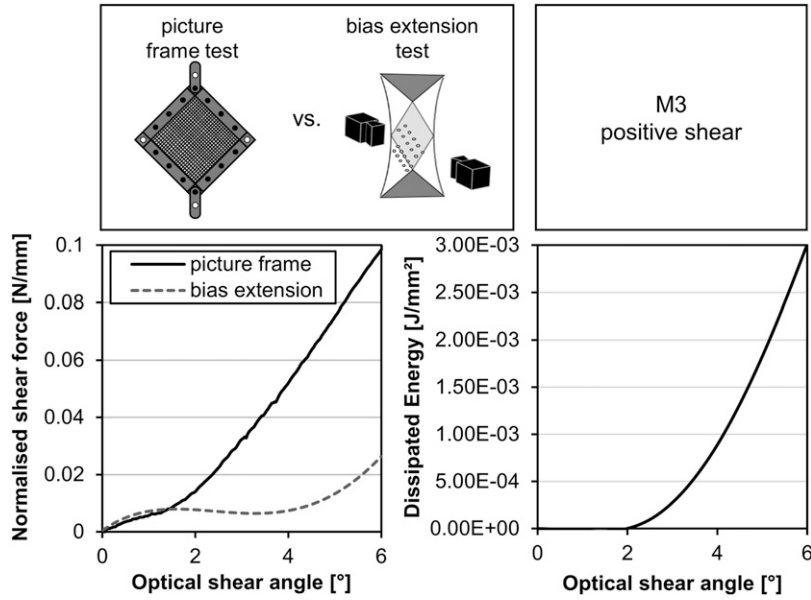 picture
frame test
vs.
bias extension
test
M3
positive shear
Normalised shear force [N/mm]
0.1
0.08
0.06
0.04
0.02
0
picture frame
bias extension
0
2
4
6
Optical shear angle [°]
Dissipated Energy [J/mm²]
3.00E-03
2.50E-03
2.00E-03
1.50E-03
1.00E-03
5.00E-04
0.00E+00
0
2
4
6
Optical shear angle [°]